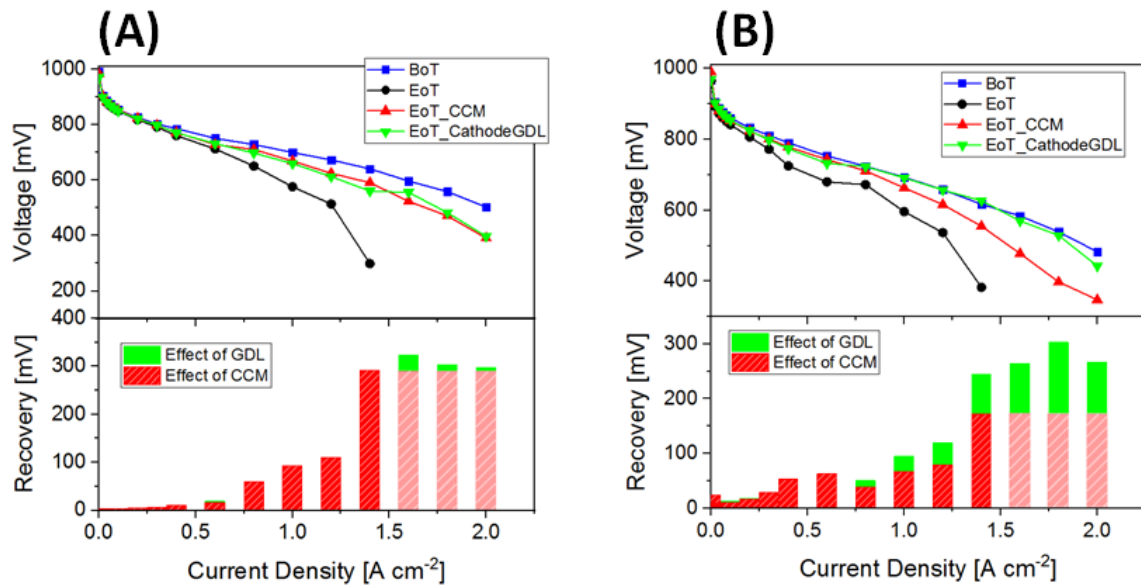 (A)
1000
800
600
400
200
400
300
200
100
0
Voltage [mV]
Recovery [mV]
BoT
EoT
EoT_CCM
EoT_CathodeGDL
Effect of GDL
Effect of CCM
0.0 0.5 1.0 1.5 2.0
Current Density [A cm⁻²]
(B)
1000
800
600
400
300
200
100
0
Voltage [mV]
Recovery [mV]
BoT
EoT
EoT_CCM
EoT_CathodeGDL
Effect of GDL
Effect of CCM
0.0 0.5 1.0 1.5 2.0
Current Density [A cm⁻²]